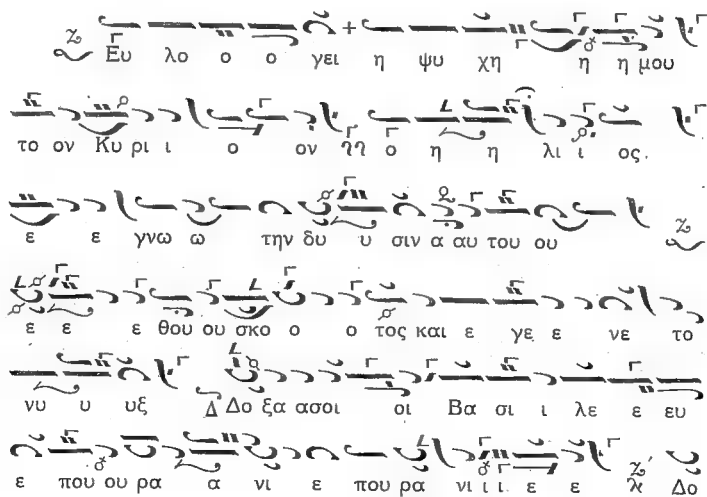 Ευ λο ο ο γει η ψυ χη η η μου
το ον Κυ ρι ι ο ον ο η η λι ι ος.
ε ε γνω ω την δυ υ σιν α αυ του ου
ε ε ε θου ου σκο ο ο τος και ε γε ε νε το
νυ υ υξ Δ Δο ξα ασοι οι Βα σι ι λε ε ευ
ε που ου ρα α νι ε που ρα νι ι ι. ε ε Δο